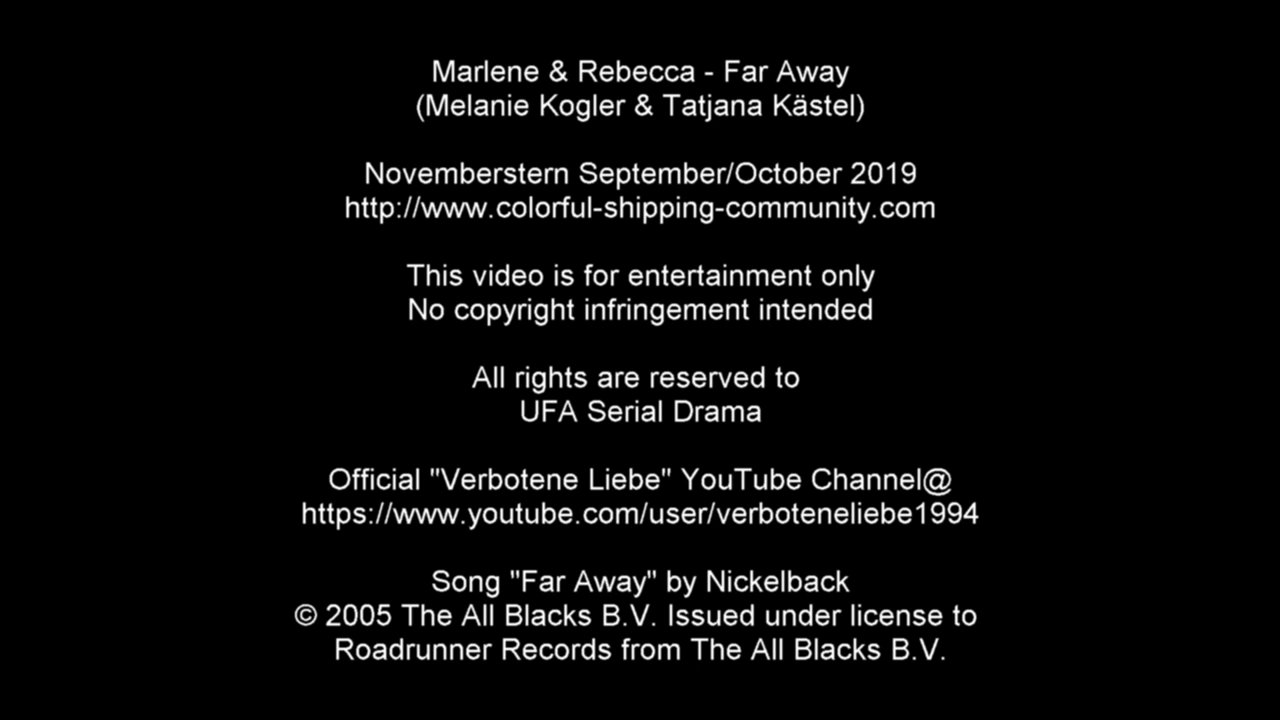 Marlene & Rebecca - Far Away
(Melanie Kogler & Tatjana Kästel)
Novemberstern September/October 2019
http://www.colorful-shipping-community.com
This video is for entertainment only
No copyright infringement intended
All rights are reserved to
UFA Serial Drama
Official "Verbotene Liebe" YouTube Channel@
https://www.youtube.com/user/verboteneliebe1994
Song "Far Away" by Nickelback
© 2005 The All Blacks B.V. Issued under license to
Roadrunner Records from The All Blacks B.V.